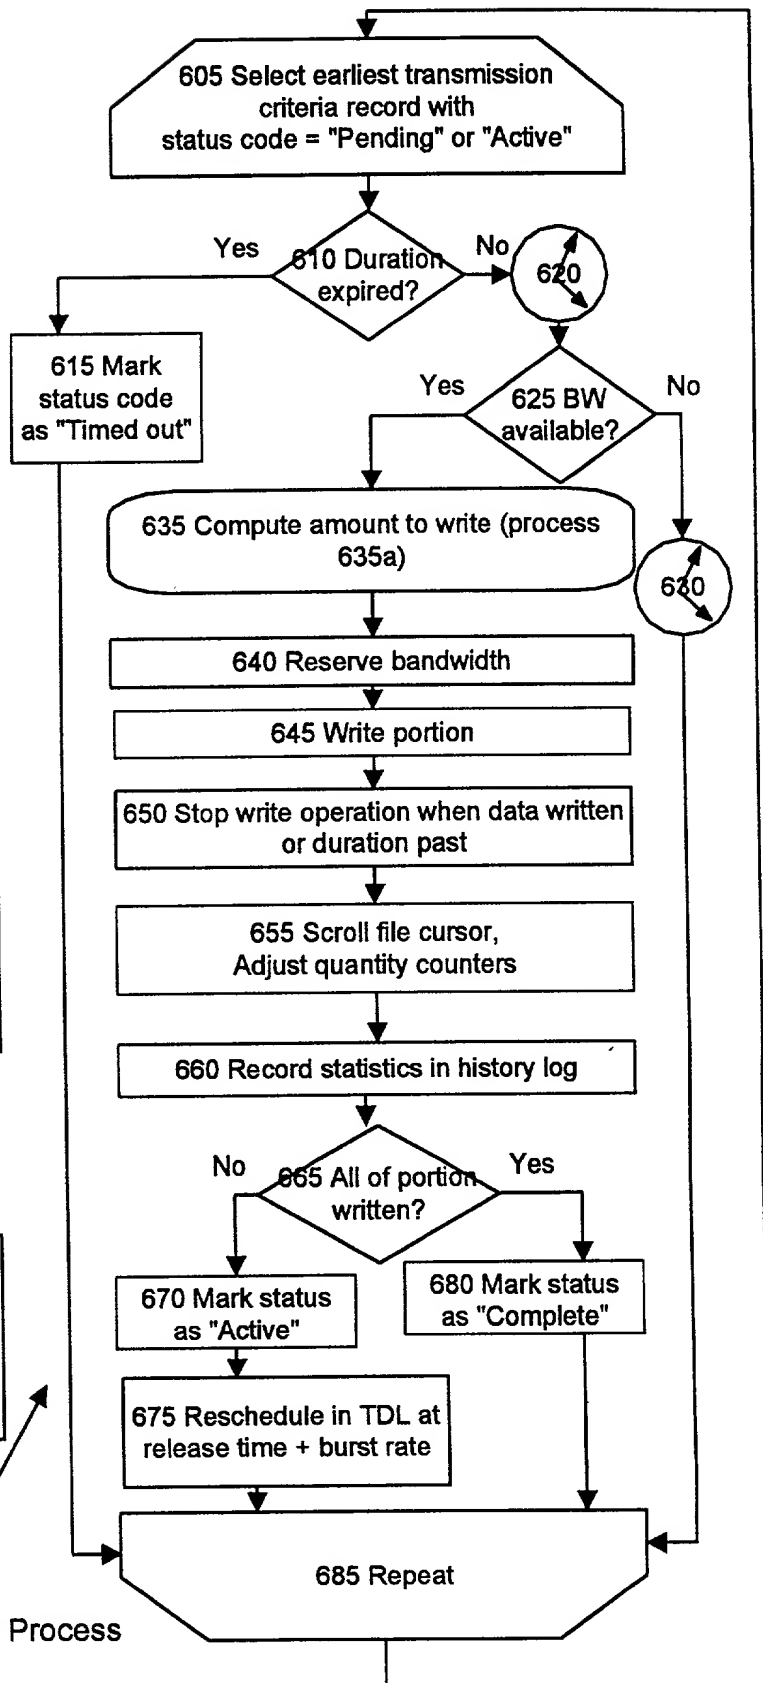 605 Select earliest transmission
criteria record with
status code = "Pending" or "Active"
Yes
610 Duration
expired?
No
620
615 Mark
status code
as "Timed out"
Yes
625 BW
available?
No
635 Compute amount to write (process
635a)
630
640 Reserve bandwidth
645 Write portion
650 Stop write operation when data written
or duration past
655 Scroll file cursor,
Adjust quantity counters
660 Record statistics in history log
No
665 All of portion
written?
Yes
670 Mark status
as "Active"
680 Mark status
as "Complete"
675 Reschedule in TDL at
release time + burst rate
685 Repeat
Process